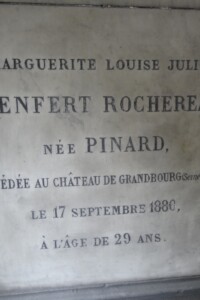 MARGUERITE LOUISE JULI
ENFERT ROCHEREA
NÉE PINARD,
ÉDÉE AU CHÂTEAU DE GRANDBOURG
LE 17 SEPTEMBRE 1880,
À L'ÂGE DE 29 ANS.